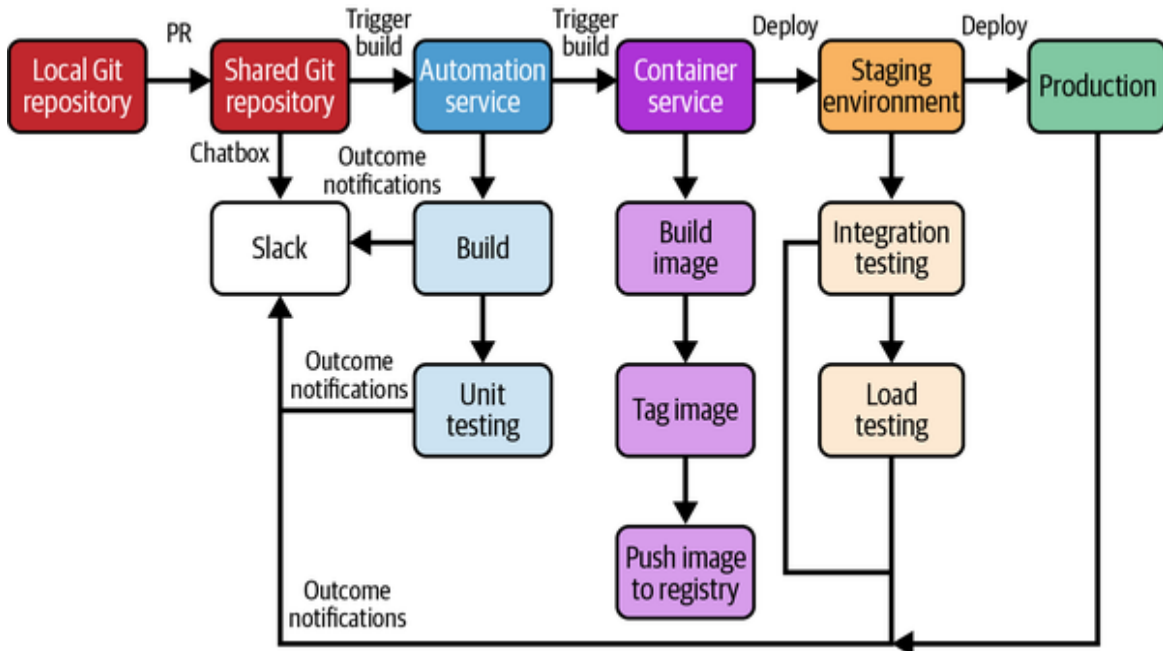 PR
Trigger
build
Trigger
build
Deploy
Deploy
Local Git
repository
Shared Git
repository
Automation
service
Container
service
Staging
environment
Production
Chatbox
Outcome
notifications
Slack
Build
Build
image
Integration
testing
Outcome
notifications
Unit
testing
Tag image
Load
testing
Push image
to registry
Outcome
notifications